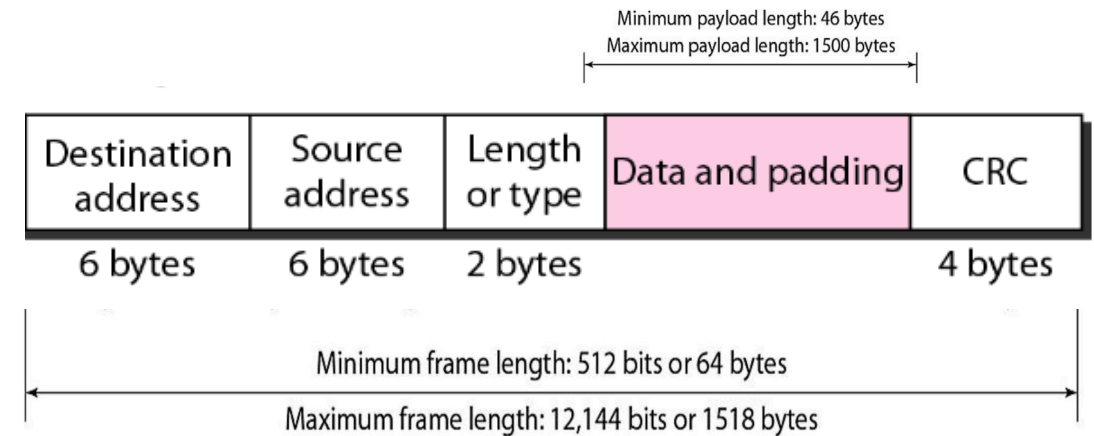 Minimum payload length: 46 bytes
Maximum payload length: 1500 bytes
Destination
address
Source
address
Length
or type
Data and padding
CRC
6 bytes
6 bytes
2 bytes
4 bytes
Minimum frame length: 512 bits or 64 bytes
Maximum frame length: 12,144 bits or 1518 bytes